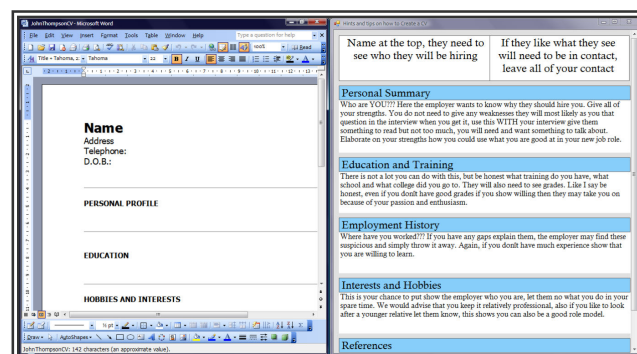 JohnThompsonCV - Microsoft Word
File Edit View Insert Format Tools Table Window Help Type a question for help
100% Read
Title + Tahoma, 22 Tahoma 22 B I U
Name
Address
Telephone:
D.O.B.:
PERSONAL PROFILE
EDUCATION
HOBBIES AND INTERESTS
½ pt
Draw AutoShapes
JohnThompsonCV: 142 characters (an approximate value).
Hints and tips on How to Create a CV
Name at the top, they need to
see who they will be hiring
If they like what they see
will need to be in contact,
leave all of your contact
Personal Summary
Who are YOU??? Here the employer wants to know why they should hire you. Give all of
your strengths. You do not need to give any weaknesses they will most likely as you that
question in the interview when you get it, use this WITH your interview give them
something to read but not too much, you will need and want something to talk about.
Elaborate on your strengths how you could use what you are good at in your new job role.
Education and Training
There is not a lot you can do with this, but be honest what training do you have, what
school and what college did you go to. They will also need to see grades. Like I say be
honest, even if you donlt have good grades if you show willing then they may take you on
because of your passion and enthusiasm.
Employment History
Where have you worked??? If you have any gaps explain them, the employer may find these
suspicious and simply throw it away. Again, if you donlt have much experience show that
you are willing to learn.
Interests and Hobbies
This is your chance to put show the employer who you are, let them no what you do in your
spare time. We would advise that you keep it relatively professional, also if you like to look
after a younger relative let them know, this shows you can also be a good role model.
References